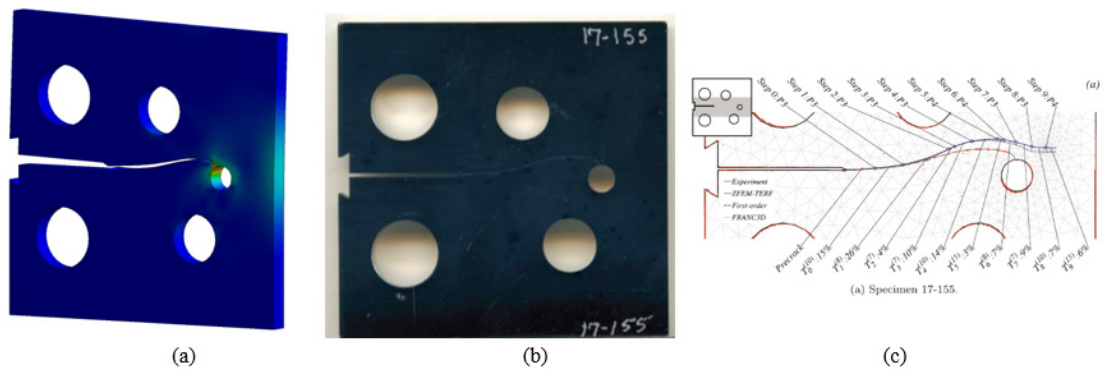 17-155
17-155
(a)
Step 0:P3
Step 1:P3
Step 2:P3
Step 3:P3
Step 4:P3
Step 5:P4
Step 6:P4
Step 7:P3
Step 8:P3
Step 9:P4
Experiment
ZFEM-TERF
First-order
FRANC3D
Precrack
(a) Specimen 17-155.
(a)
(b)
(c)